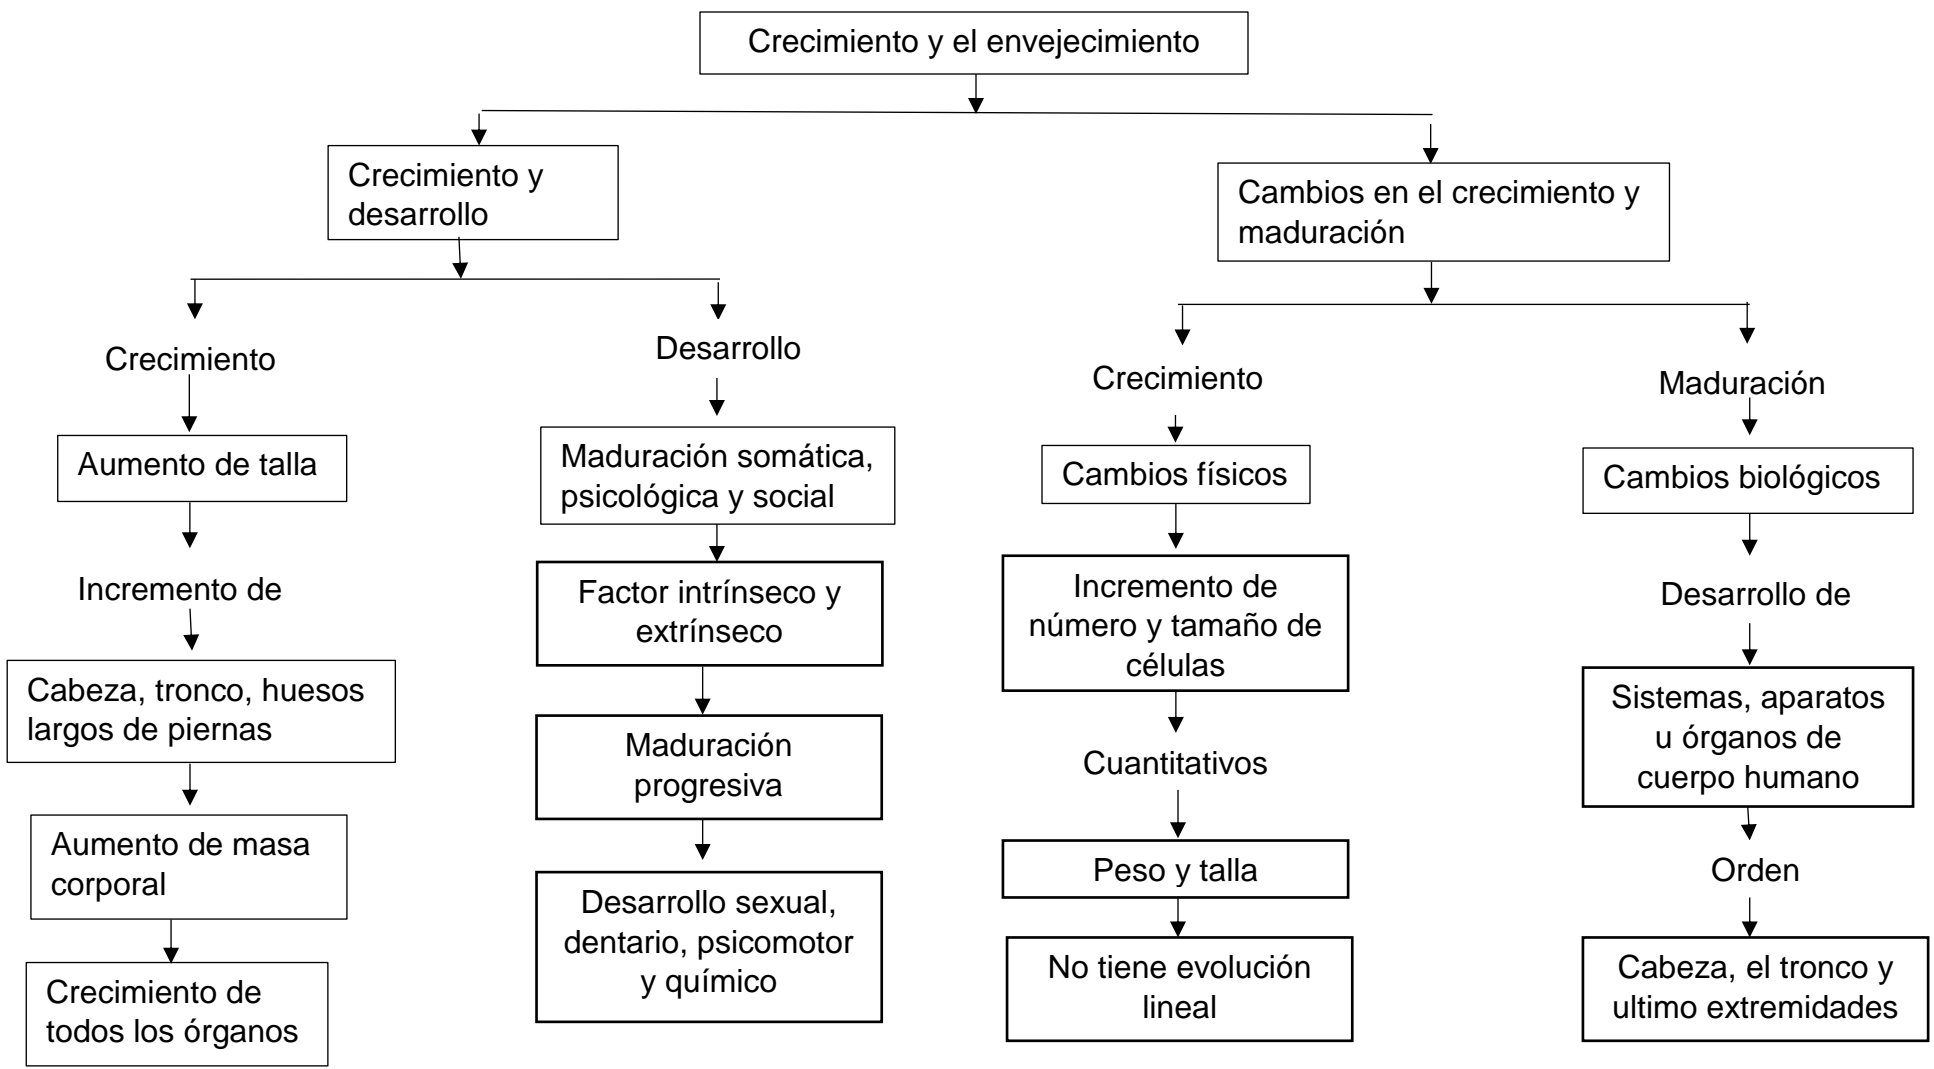 Crecimiento y el envejecimiento
Crecimiento y
desarrollo
Cambios en el crecimiento y
maduración
Crecimiento
Desarrollo
Crecimiento
Maduración
Aumento de talla
Maduración somática,
psicológica y social
Cambios físicos
Cambios biológicos
Incremento de
Factor intrínseco y
extrínseco
Incremento de
número y tamaño de
células
Desarrollo de
Cabeza, tronco, huesos
largos de piernas
Maduración
progresiva
Cuantitativos
Sistemas, aparatos
u órganos de
cuerpo humano
Aumento de masa
corporal
Desarrollo sexual,
dentario, psicomotor
y químico
Peso y talla
Orden
Crecimiento de
todos los órganos
No tiene evolución
lineal
Cabeza, el tronco y
ultimo extremidades